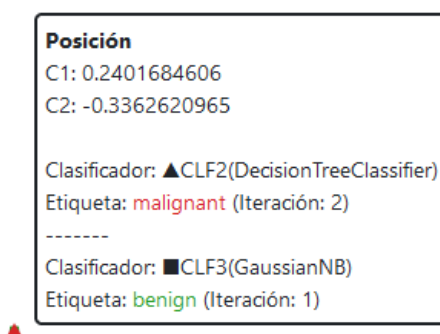 Posición
C1: 0.2401684606
C2: -0.3362620965
Clasificador: ▲CLF2(DecisionTreeClassifier)
Etiqueta: malignant (Iteración: 2)
-------
Clasificador: ■CLF3(GaussianNB)
Etiqueta: benign (Iteración: 1)